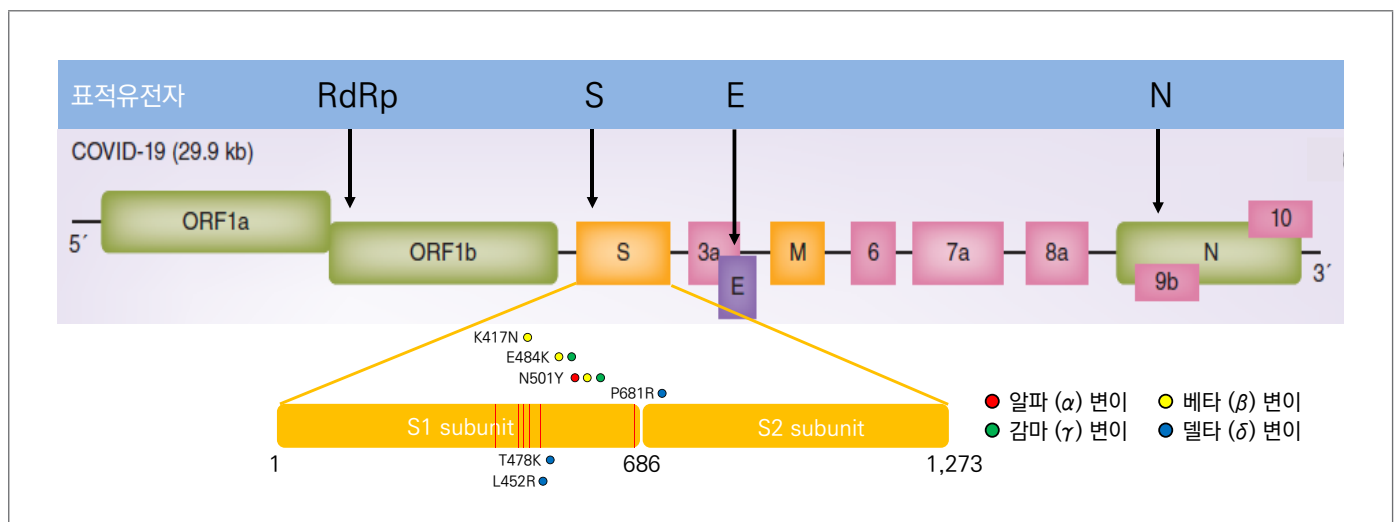 표적유전자 RdRp S E N
COVID-19 (29.9 kb)
ORF1a
10
5´ ORF1b S 3a M 6 7a 8a N 3´
E 9b
K417N
E484K
N501Y
P681R
알파 (α) 변이 베타 (β) 변이
S1 subunit S2 subunit
감마 (γ) 변이 델타 (δ) 변이
1 686 1,273
T478K
L452R